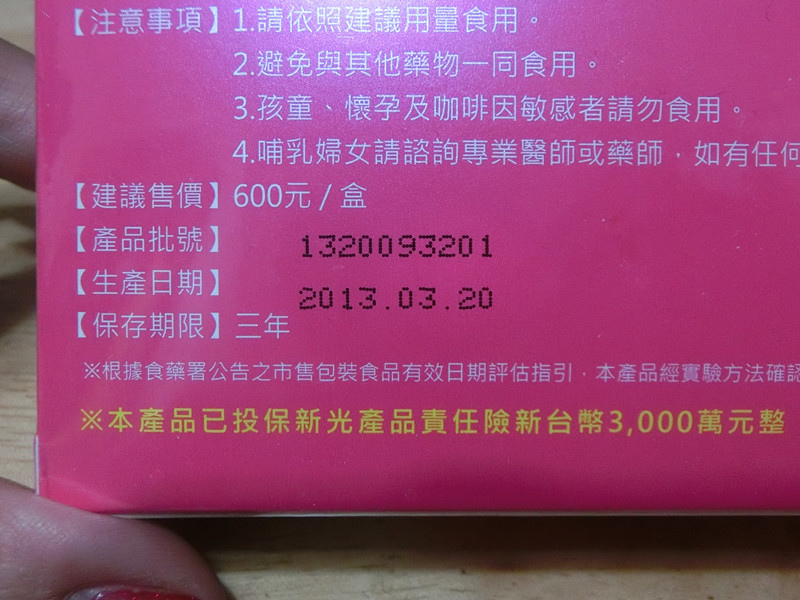 【注意事項】1.請依照建議用量食用。
2.避免與其他藥物一同食用。
3.孩童、懷孕及咖啡因敏感者請勿食用。
4.哺乳婦女請諮詢專業醫師或藥師，如有任何
【建議售價】600元 / 盒
【產品批號】 1320093201
【生產日期】 2013.03.20
【保存期限】三年
※根據食藥署公告之市售包裝食品有效日期評估指引，本產品經實驗方法確認
※本產品已投保新光產品責任險新台幣3,000萬元整